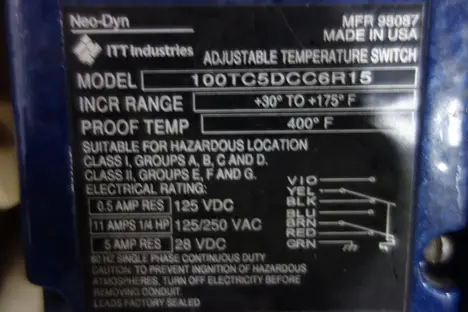 Neo-Dyn
MFR 98087
MADE IN USA
ITT Industries
ADJUSTABLE TEMPERATURE SWITCH
MODEL 100TC5DCC6R15
INCR RANGE +30° TO +175° F
PROOF TEMP 400° F
SUITABLE FOR HAZARDOUS LOCATION
CLASS I, GROUPS A, B, C AND D.
CLASS II, GROUPS E, F AND G.
ELECTRICAL RATING:
0.5 AMP RES 125 VDC
11 AMPS 1/4 HP 125/250 VAC
5 AMP RES 28 VDC
VIO
YEL
BLK
BLU
BRN
RED
GRN
60 HZ SINGLE PHASE CONTINUOUS DUTY
CAUTION: TO PREVENT INGNITION OF HAZARDOUS
ATMOSPHERES, TURN OFF ELECTRICITY BEFORE
REMOVING CONDUIT.
LEADS FACTORY SEALED